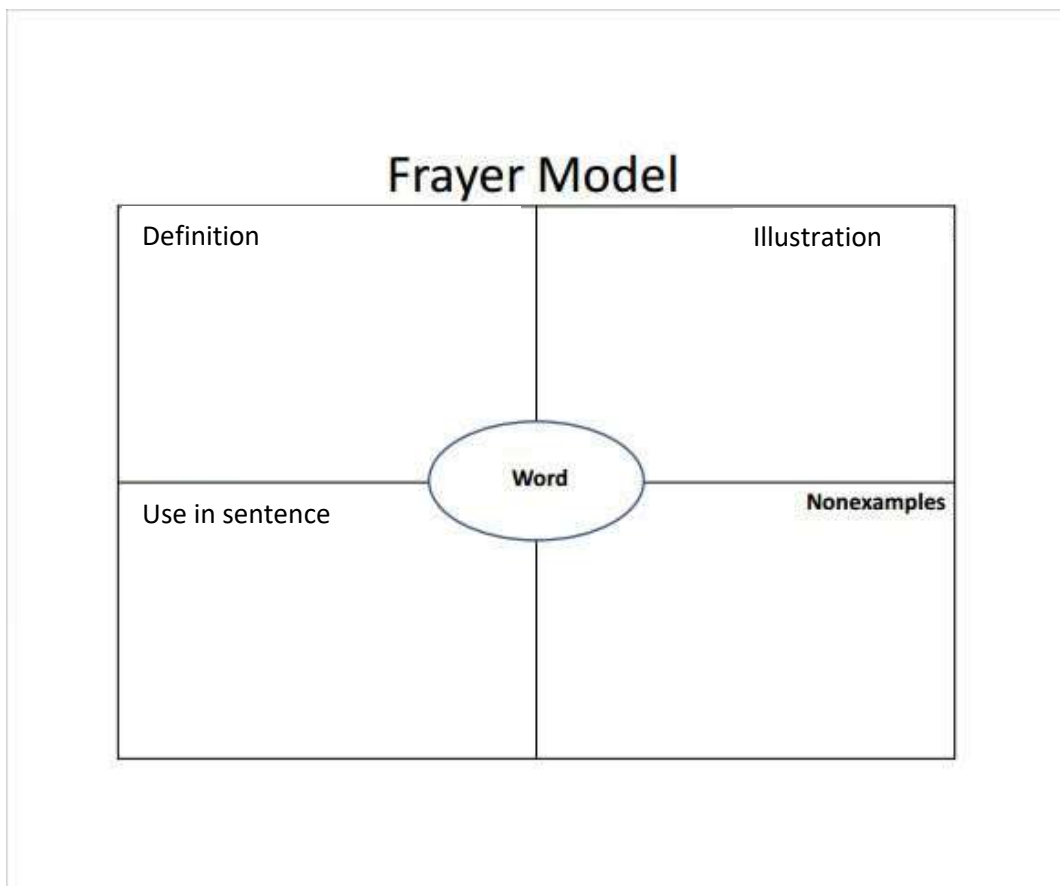 Frayer Model
Definition
Illustration
Word
Use in sentence
Nonexamples